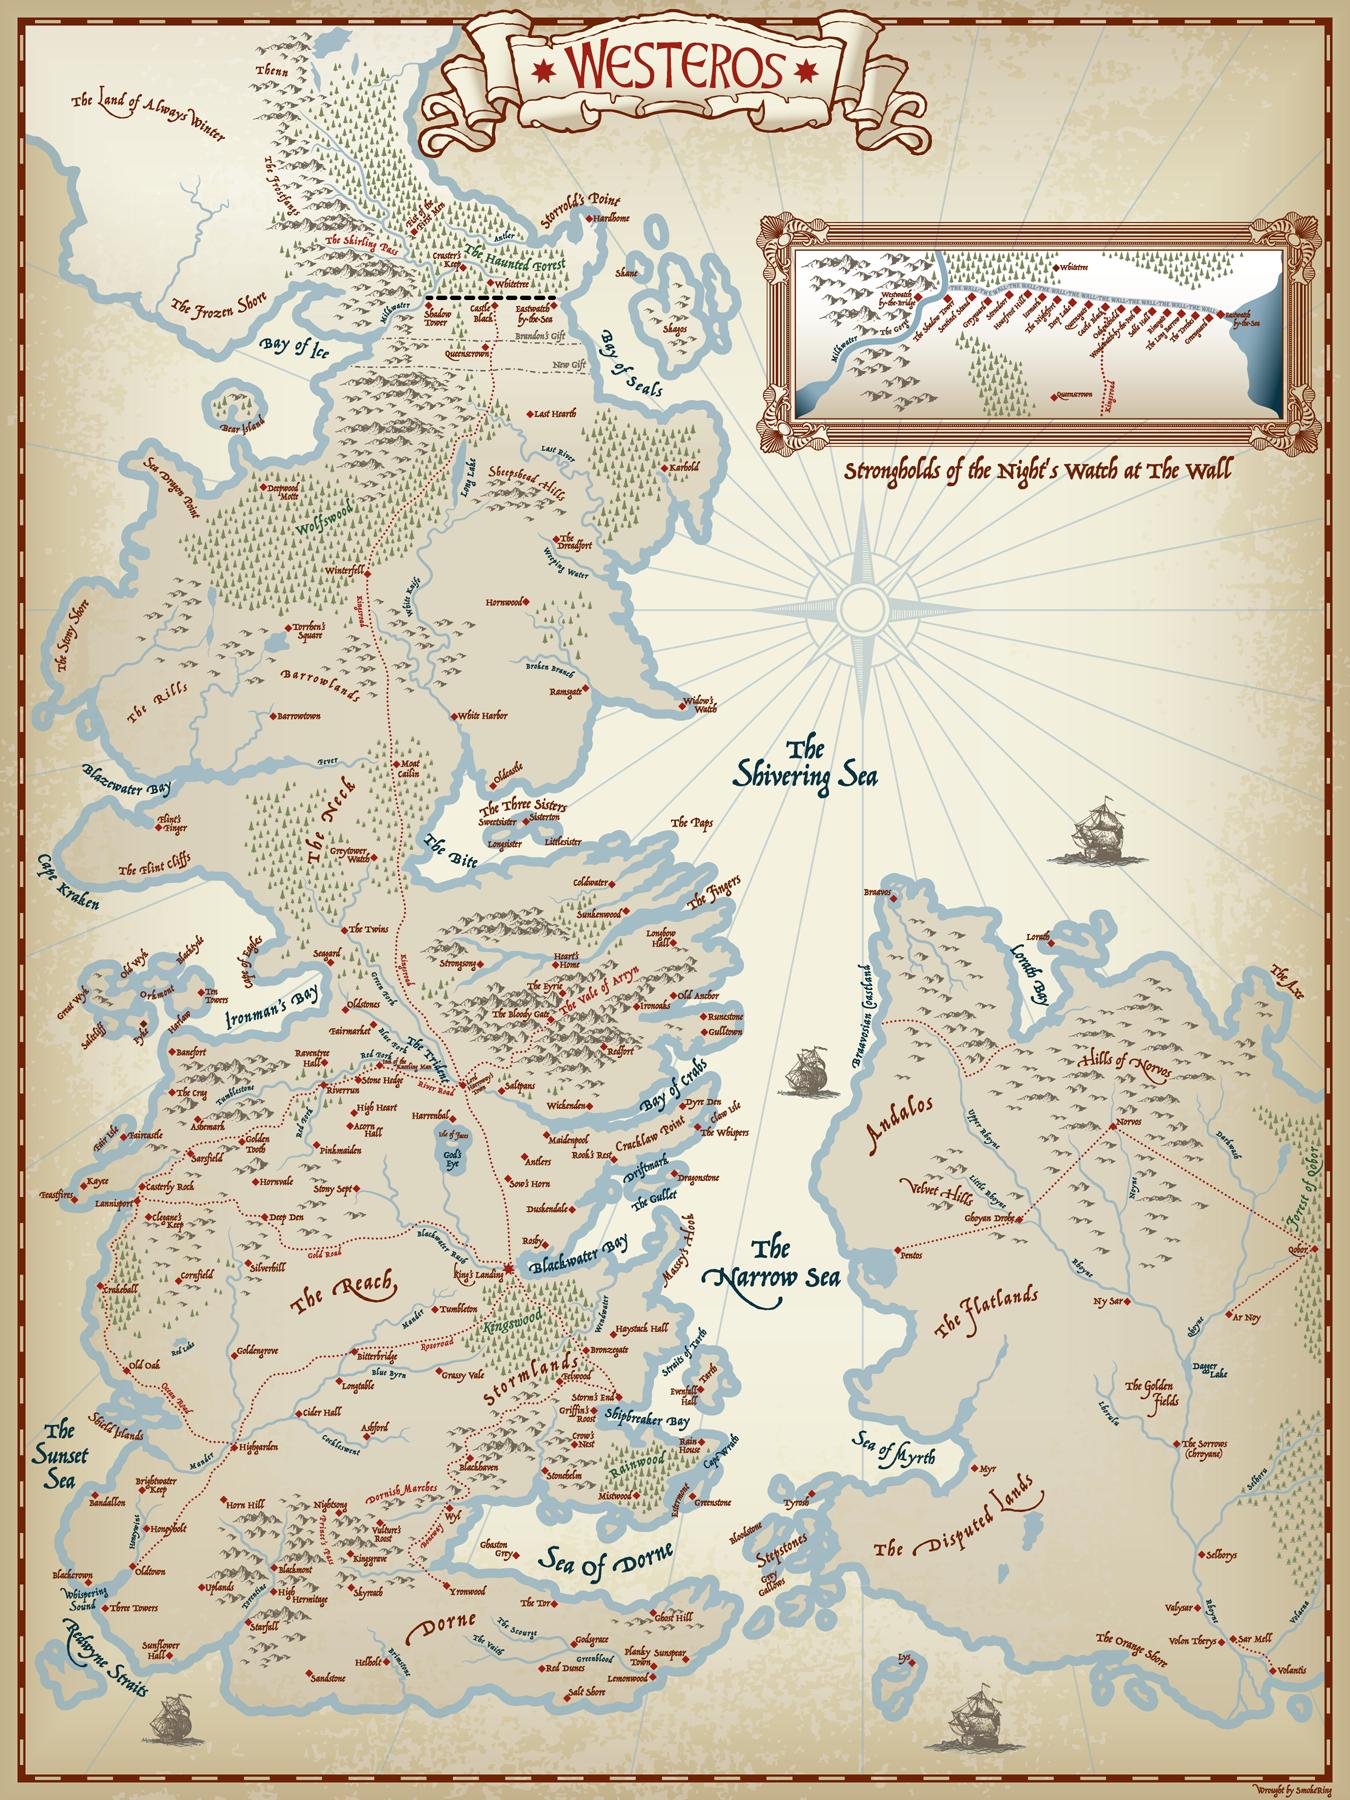 WESTEROS
Thenn
The Land of Always Winter
The Frostfangs
Storrold's Point
Hardhome
Fist of the
First Men
Antler
The Skirling Pass
Craster's
Keep
The Haunted Forest
Whitetree
Skane
Skagos
The Frozen Shore
Milkwater
Shadow
Tower
Castle
Black
Eastwatch
by-the-Sea
Brandon's Gift
Bay of Ice
Queenscrown
New Gift
Bay of Seals
Bear Island
Last Hearth
Last River
Sea Dragon Point
Deepwood
Motte
Long Lake
Sheepshead Hills
Karhold
Wolfswood
The
Dreadfort
Weeping Water
Winterfell
Kingsroad
White Knife
Hornwood
The Stony Shore
Torrhen's
Square
Broken Branch
Ramsgate
The Rills
Barrowlands
Widow's
Watch
Barrowtown
White Harbor
Fever
Moat
Cailin
Blazewater Bay
Oldcastle
The Neck
The Three Sisters
Sweetsister
Sisterton
Longsister
Littlesister
The Paps
Flint's
Finger
Greywater
Watch
The Bite
The Flint Cliffs
Cape Kraken
Coldwater
The Fingers
Sunkenwood
The Twins
Longbow
Hall
Cape of Eagles
Seagard
Kingsroad
Strongsong
Heart's
Home
Old Wyk
Blacktyde
Great Wyk
Orkmont
Ten
Towers
Harlaw
Saltcliff
Pyke
Ironman's Bay
Green Fork
The Eyrie
The Vale of Arryn
The Bloody Gate
Ironoaks
Old Anchor
Runestone
Gulltown
Oldstones
Fairmarket
Blue Fork
The Trident
Redfort
Banefort
Raventree
Hall
Red Fork
Inn of the
Kneeling Man
Stone Hedge
River Road
Lord
Harroway's
Town
Saltpans
Riverrun
The Crag
Tumblestone
Wickenden
Bay of Crabs
Dyre Den
Claw Isle
The Whispers
Cracklaw Point
High Heart
Harrenhal
Acorn
Hall
Red Fork
Ashemark
Fair Isle
Faircastle
Isle of Faces
God's
Eye
Maidenpool
Rook's Rest
Sarsfield
Golden
Tooth
Pinkmaiden
Antlers
Driftmark
Dragonstone
Kayce
Feastfires
Casterly Rock
Hornvale
Stony Sept
Sow's Horn
The Gullet
Lannisport
Clegane's
Keep
Deep Den
Duskendale
Massey's Hook
Gold Road
Blackwater Rush
Rosby
Blackwater Bay
King's Landing
Silverhill
Cornfield
The Reach
Crakehall
Tumbleton
Mander
Kingswood
Wendwater
Haystack Hall
Red Lake
Goldengrove
Roseroad
Bitterbridge
Bronzegate
Straits of Tarth
Old Oak
Blue Byrn
Grassy Vale
Stormlands
Felwood
Tarth
Evenfall
Hall
Longtable
Ocean Road
Storm's End
Griffin's
Roost
Shipbreaker Bay
Shield Islands
Cider Hall
Ashford
Cockleswent
Crow's
Nest
Rain
House
Cape Wrath
The
Sunset
Sea
Highgarden
Mander
Blackhaven
Stonehelm
Rainwood
Brightwater
Keep
Bandallon
Horn Hill
Dornish Marches
Nightsong
Mistwood
Estermont
Greenstone
Wyl
Vulture's
Roost
Prince's Pass
Boneway
Honeywine
Honeyholt
Kingsgrave
Ghaston
Grey
Sea of Dorne
Oldtown
Blackcrown
Blackmont
High
Hermitage
Skyreach
Yronwood
Uplands
Torrentine
Whispering
Sound
Three Towers
Starfall
Dorne
The Tor
The Scourge
The Vaith
Ghost Hill
Godsgrace
Greenblood
Planky
Town
Sunspear
Redwyne Straits
Sunflower
Hall
Hellholt
Brimstone
Sandstone
Red Dunes
Lemonwood
Salt Shore
Whitetree
Westwatch
by-the-Bridge
THE WALL
The Gorge
Milkwater
The Shadow Tower
Sentinel Stand
Greyguard
Stonedoor
Hoarfrost Hill
Icemark
The Nightfort
Deep Lake
Queensgate
Castle Black
Oakenshield
Woodswatch-by-the-Pool
Sable Hall
Rimegate
The Long Barrow
The Torches
Greenguard
Eastwatch
by-the-Sea
Queenscrown
Kingsroad
Strongholds of the Night's Watch at The Wall
The
Shivering Sea
Braavos
Lorath
Lorath
Bay
The Axe
Braavosian Coastland
Hills of Norvos
Andalos
Upper Rhoyne
Norvos
Darkwash
Noyne
Velvet Hills
Little Rhoyne
Forest of Qohor
Ghoyan Drohe
Pentos
Qohor
The
Narrow Sea
Rhoyne
Ny Sar
Ar Noy
The Flatlands
Qhoyne
Dagger
Lake
The Golden
fields
Lhorulu
Sea of Myrth
The Sorrows
(Chroyane)
Myr
Selhoru
Tyrosh
Bloodstone
Stepstones
Grey
Gallows
The Disputed Lands
Selhorys
Valysar
Rhoyne
Volaena
Volon Therys
Sar Mell
The Orange Shore
Volantis
Lys
Wrought by SmokeRing